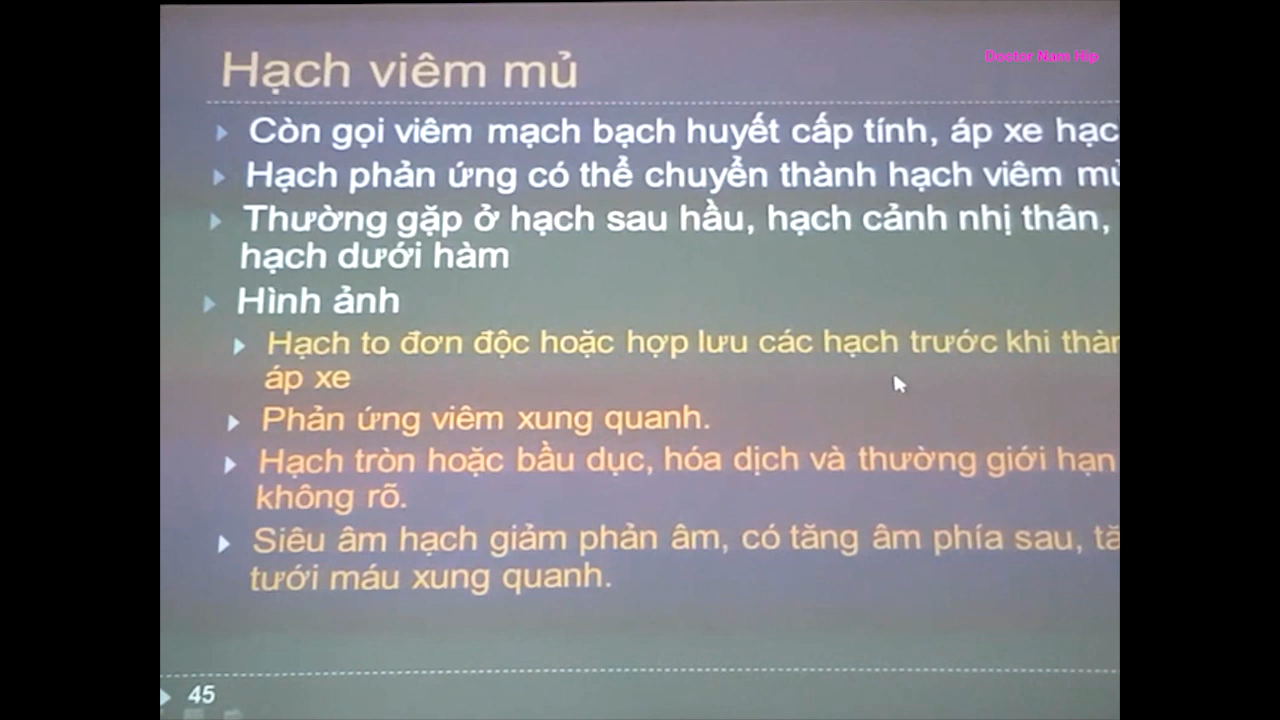 Hạch viêm mủ
Doctor Nam Hip
Còn gọi viêm mạch bạch huyết cấp tính, áp xe
Hạch phản ứng có thể chuyển thành hạch viêm
Thường gặp ở hạch sau hầu, hạch cảnh nhị thân,
hạch dưới hàm
Hình ảnh
Hạch to đơn độc hoặc hợp lưu các hạch trước khi
áp xe
Phản ứng viêm xung quanh.
Hạch tròn hoặc bầu dục, hóa dịch và thường giới hạn
không rõ.
Siêu âm hạch giảm phản âm, có tăng âm phía sau,
tưới máu xung quanh.
45